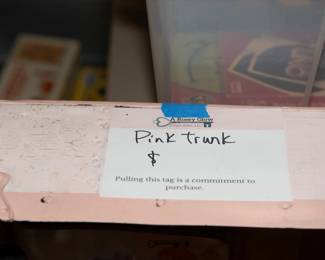 A Rosey Glow
Pink Trunk
$
Pulling this tag is a commitment to
purchase.